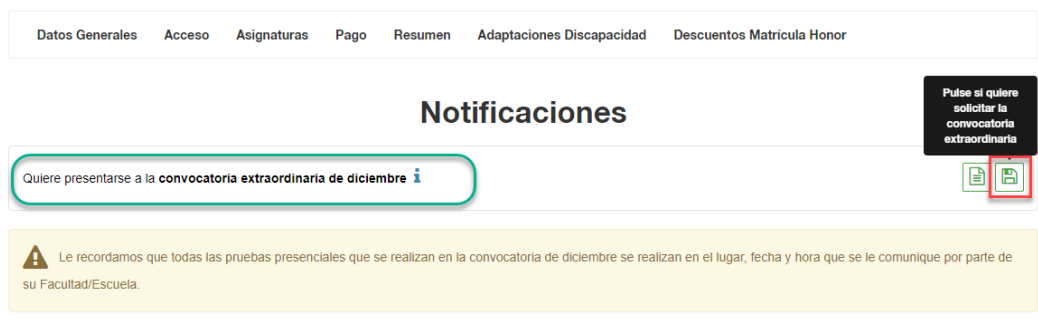 Datos Generales Acceso Asignaturas Pago Resumen Adaptaciones Discapacidad Descuentos Matrícula Honor
Notificaciones
Pulse si quiere
solicitar la
convocatoria
extraordinaria
Quiere presentarse a la convocatoria extraordinaria de diciembre i
Le recordamos que todas las pruebas presenciales que se realizan en la convocatoria de diciembre se realizan en el lugar, fecha y hora que se le comunique por parte de
su Facultad/Escuela.